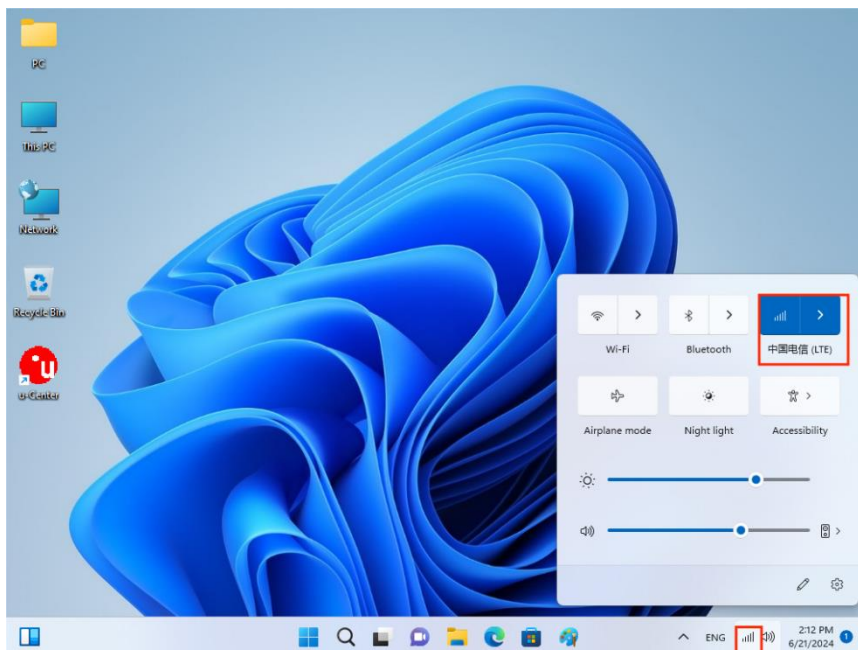 PC
This PC
Network
Recycle Bin
u
u-Center
Wi-Fi
Bluetooth
中国电信 (LTE)
Airplane mode
Night light
Accessibility
ENG
2:12 PM
6/21/2024
1